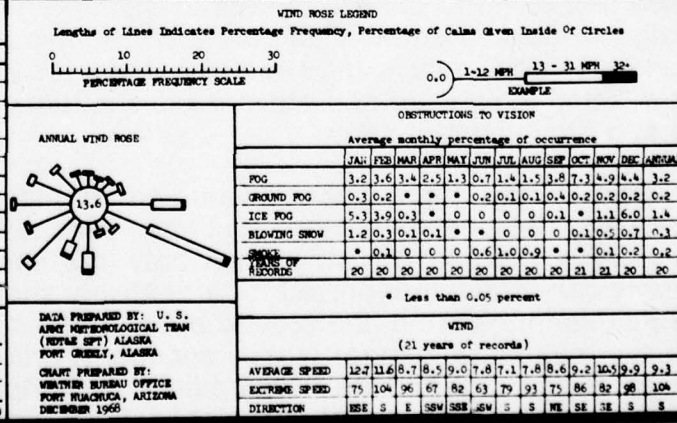 WIND ROSE LEGEND
Lengths of Lines Indicates Percentage Frequency, Percentage of Calms Given Inside Of Circles
0 10 20 30
PERCENTAGE FREQUENCY SCALE
0.0 1-12 MPH 13 - 31 MPH 32+
EXAMPLE
ANNUAL WIND ROSE
13.6
OBSTRUCTIONS TO VISION
Average monthly percentage of occurrence
JAN FEB MAR APR MAY JUN JUL AUG SEP OCT NOV DEC ANNUAL
FOG 3.2 3.6 3.4 2.5 1.3 0.7 1.4 1.5 3.8 7.3 4.9 4.4 3.2
GROUND FOG 0.3 0.2 * * * 0.2 0.1 0.1 0.4 0.2 0.2 0.2 0.2
ICE FOG 5.3 3.9 0.3 * 0 0 0 0 0.1 * 1.1 6.0 1.4
BLOWING SNOW 1.2 0.3 0.1 0.1 * * 0 0 0 0.1 0.5 0.7 0.3
SMOKE * 0.1 0 0 0 0.6 1.0 0.9 * * 0.1 0.2 0.2
YEARS OF
RECORDS 20 20 20 20 20 20 20 20 20 21 21 20 20
* Less than 0.05 percent
DATA PREPARED BY: U. S.
ARMY METEOROLOGICAL TEAM
(RDT&E SPT) ALASKA
FORT GREELY, ALASKA
CHART PREPARED BY:
WEATHER BUREAU OFFICE
FORT HUACHUCA, ARIZONA
DECEMBER 1968
WIND
(21 years of records)
AVERAGE SPEED 12.7 11.6 8.7 8.5 9.0 7.8 7.1 7.8 8.6 9.2 10.5 9.9 9.3
EXTREME SPEED 75 104 96 67 82 63 79 93 75 86 82 98 104
DIRECTION ESE S E SSW SSE SSW S S NE SE SE S S